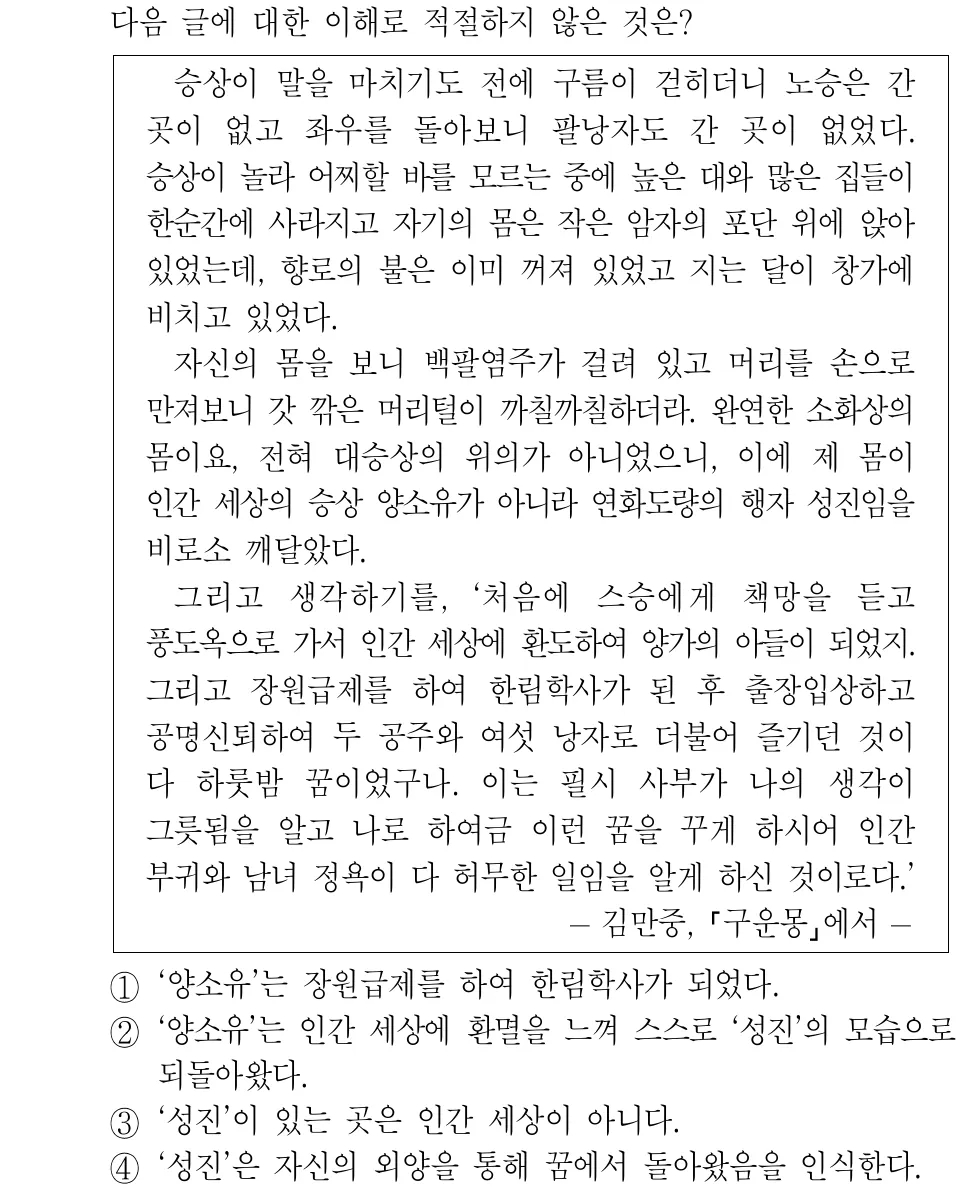 다음 글에 대한 이해로 적절하지 않은 것은?
승상이 말을 마치기도 전에 구름이 걷히더니 노승은 간
곳이 없고 좌우를 돌아보니 팔낭자도 간 곳이 없었다.
승상이 놀라 어찌할 바를 모르는 중에 높은 대와 많은 집들이
한순간에 사라지고 자기의 몸은 작은 암자의 포단 위에 앉아
있었는데, 향로의 불은 이미 꺼져 있었고 지는 달이 창가에
비치고 있었다.
자신의 몸을 보니 백팔염주가 걸려 있고 머리를 손으로
만져보니 갓 깎은 머리털이 까칠까칠하더라. 완연한 소화상의
몸이요, 전혀 대승상의 위의가 아니었으니, 이에 제 몸이
인간 세상의 승상 양소유가 아니라 연화도량의 행자 성진임을
비로소 깨달았다.
그리고 생각하기를, ‘처음에 스승에게 책망을 듣고
풍도옥으로 가서 인간 세상에 환도하여 양가의 아들이 되었지.
그리고 장원급제를 하여 한림학사가 된 후 출장입상하고
공명신퇴하여 두 공주와 여섯 낭자로 더불어 즐기던 것이
다 하룻밤 꿈이었구나. 이는 필시 사부가 나의 생각이
그릇됨을 알고 나로 하여금 이런 꿈을 꾸게 하시어 인간
부귀와 남녀 정욕이 다 허무한 일임을 알게 하신 것이로다.’
－ 김만중, ｢구운몽｣에서 －
① ‘양소유’는 장원급제를 하여 한림학사가 되었다.
② ‘양소유’는 인간 세상에 환멸을 느껴 스스로 ‘성진’의 모습으로
되돌아왔다.
③ ‘성진’이 있는 곳은 인간 세상이 아니다.
④ ‘성진’은 자신의 외양을 통해 꿈에서 돌아왔음을 인식한다.